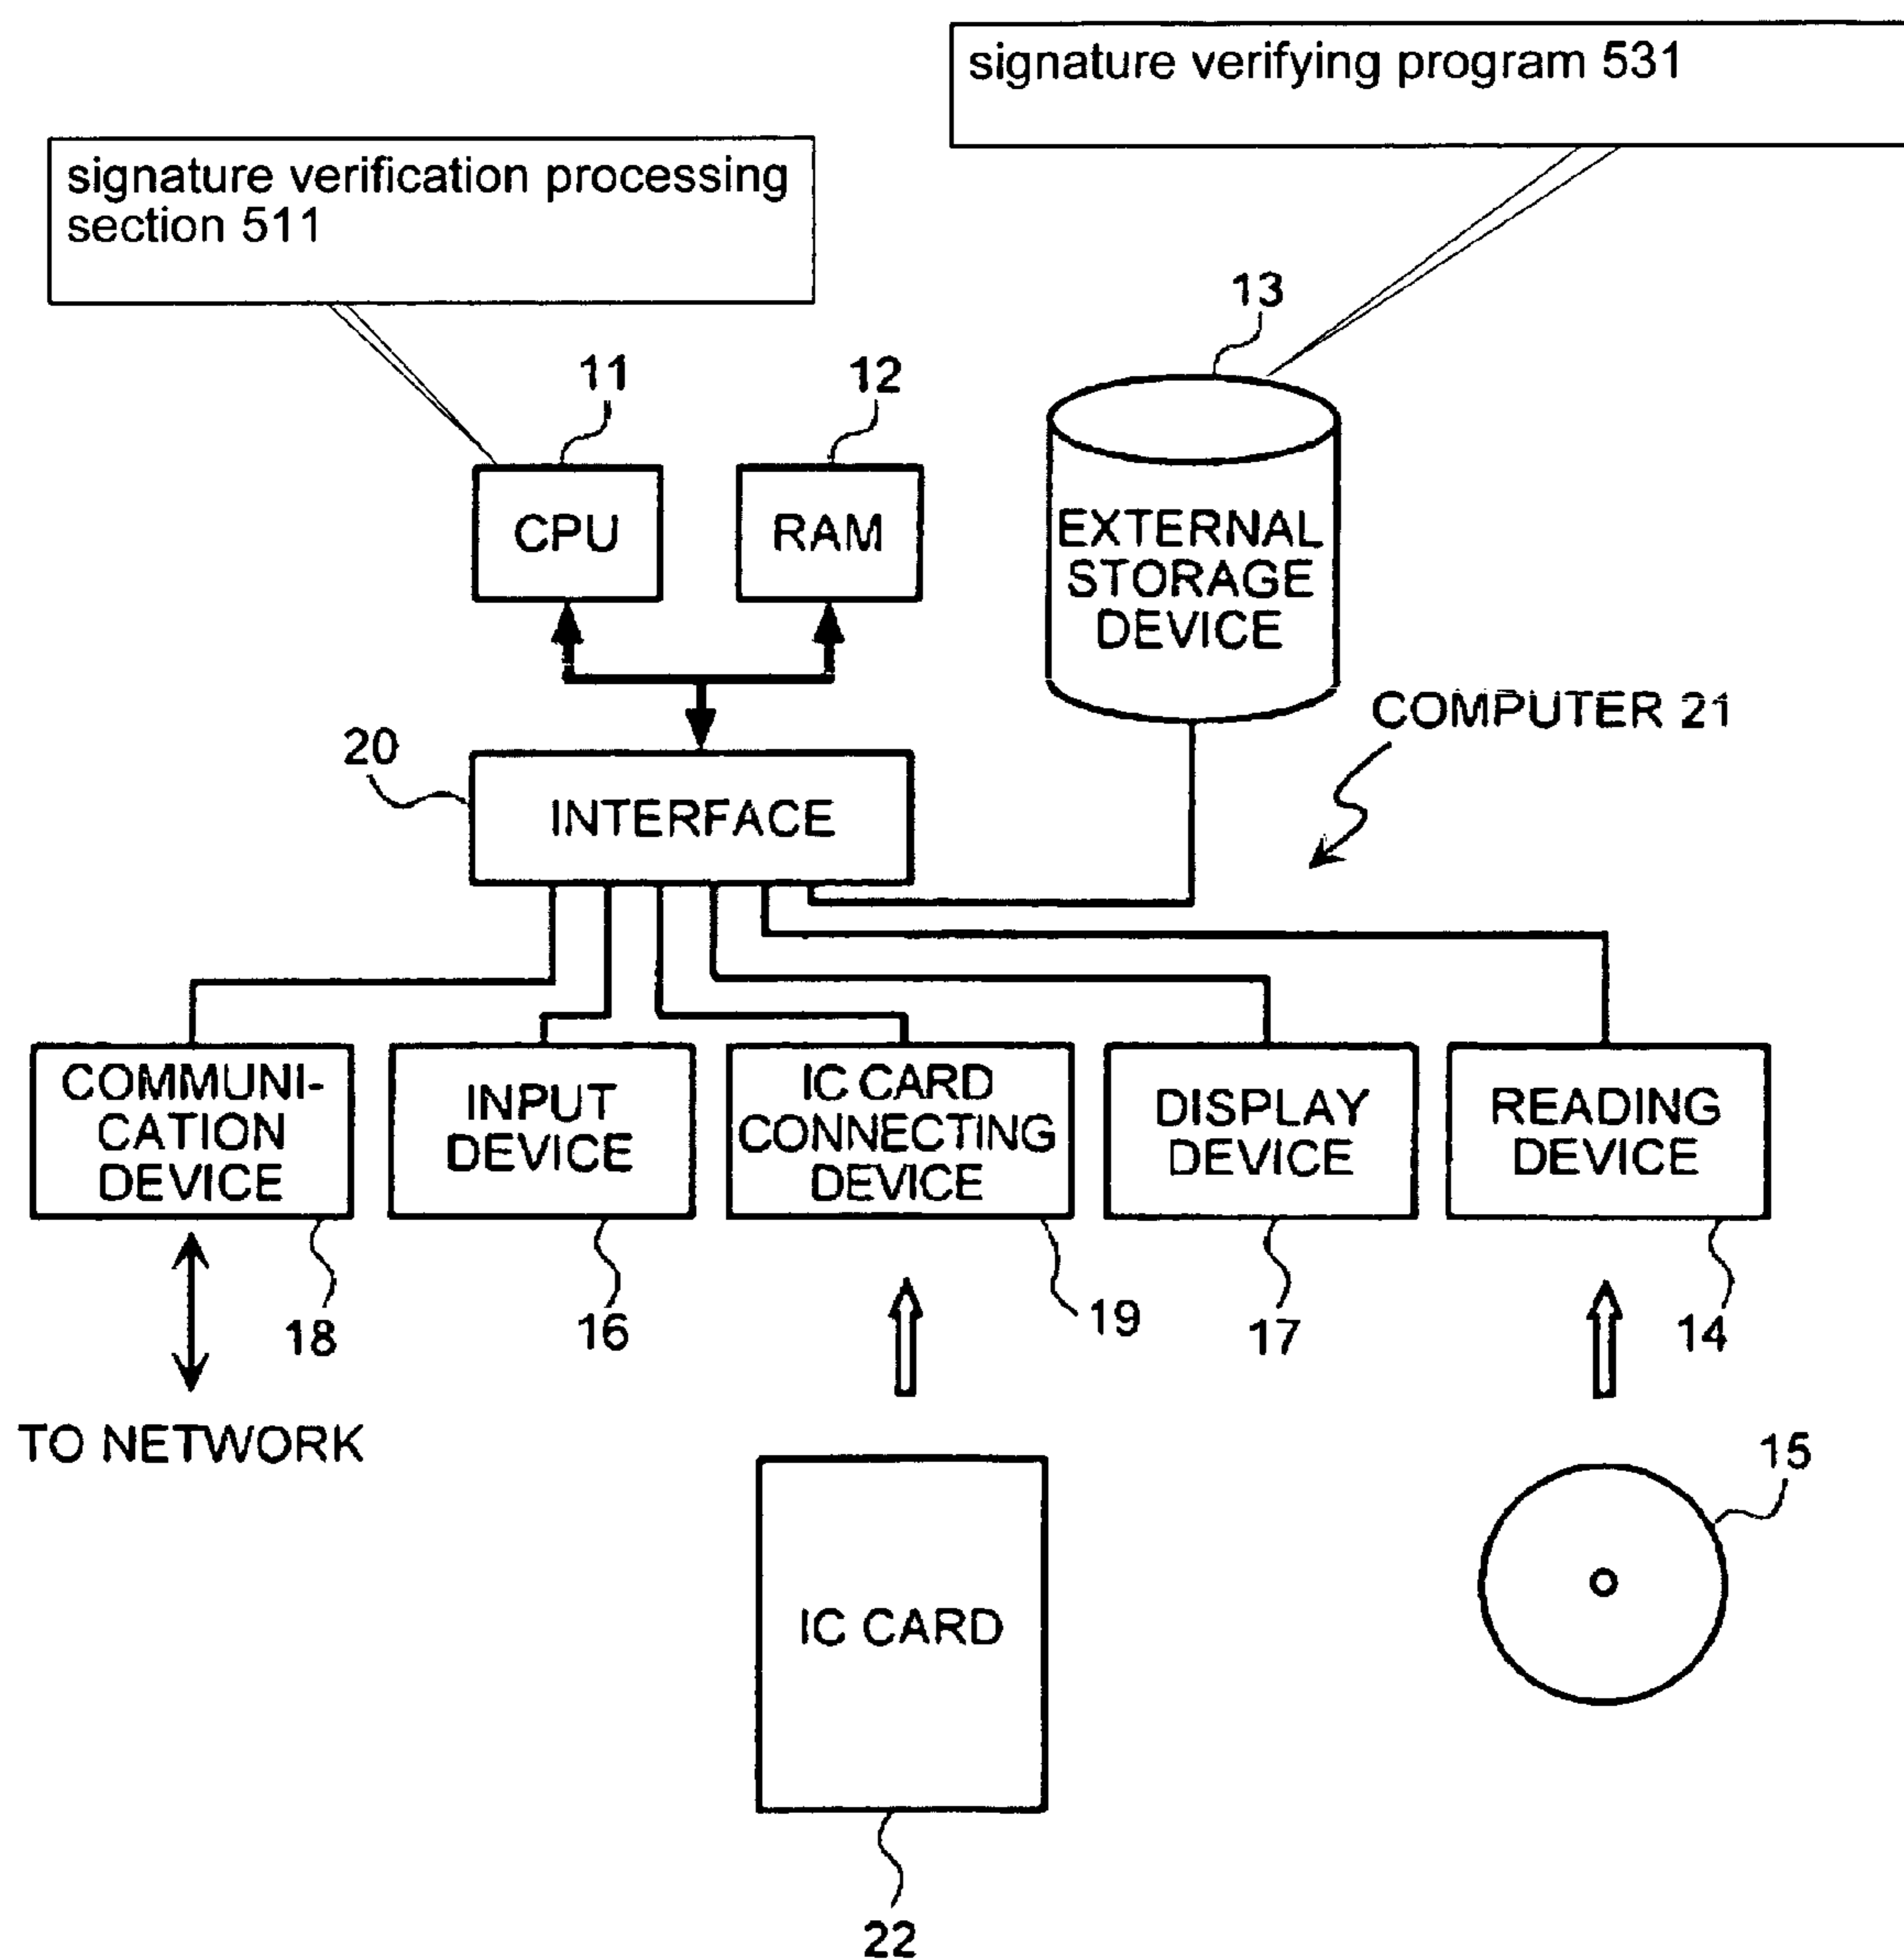 signature verifying program 531
signature verification processing
section 511
13
11
12
CPU
RAM
EXTERNAL
STORAGE
DEVICE
COMPUTER 21
20
INTERFACE
COMMUNI-
CATION
DEVICE
INPUT
DEVICE
IC CARD
CONNECTING
DEVICE
DISPLAY
DEVICE
READING
DEVICE
18
16
19
17
14
TO NETWORK
15
IC CARD
22